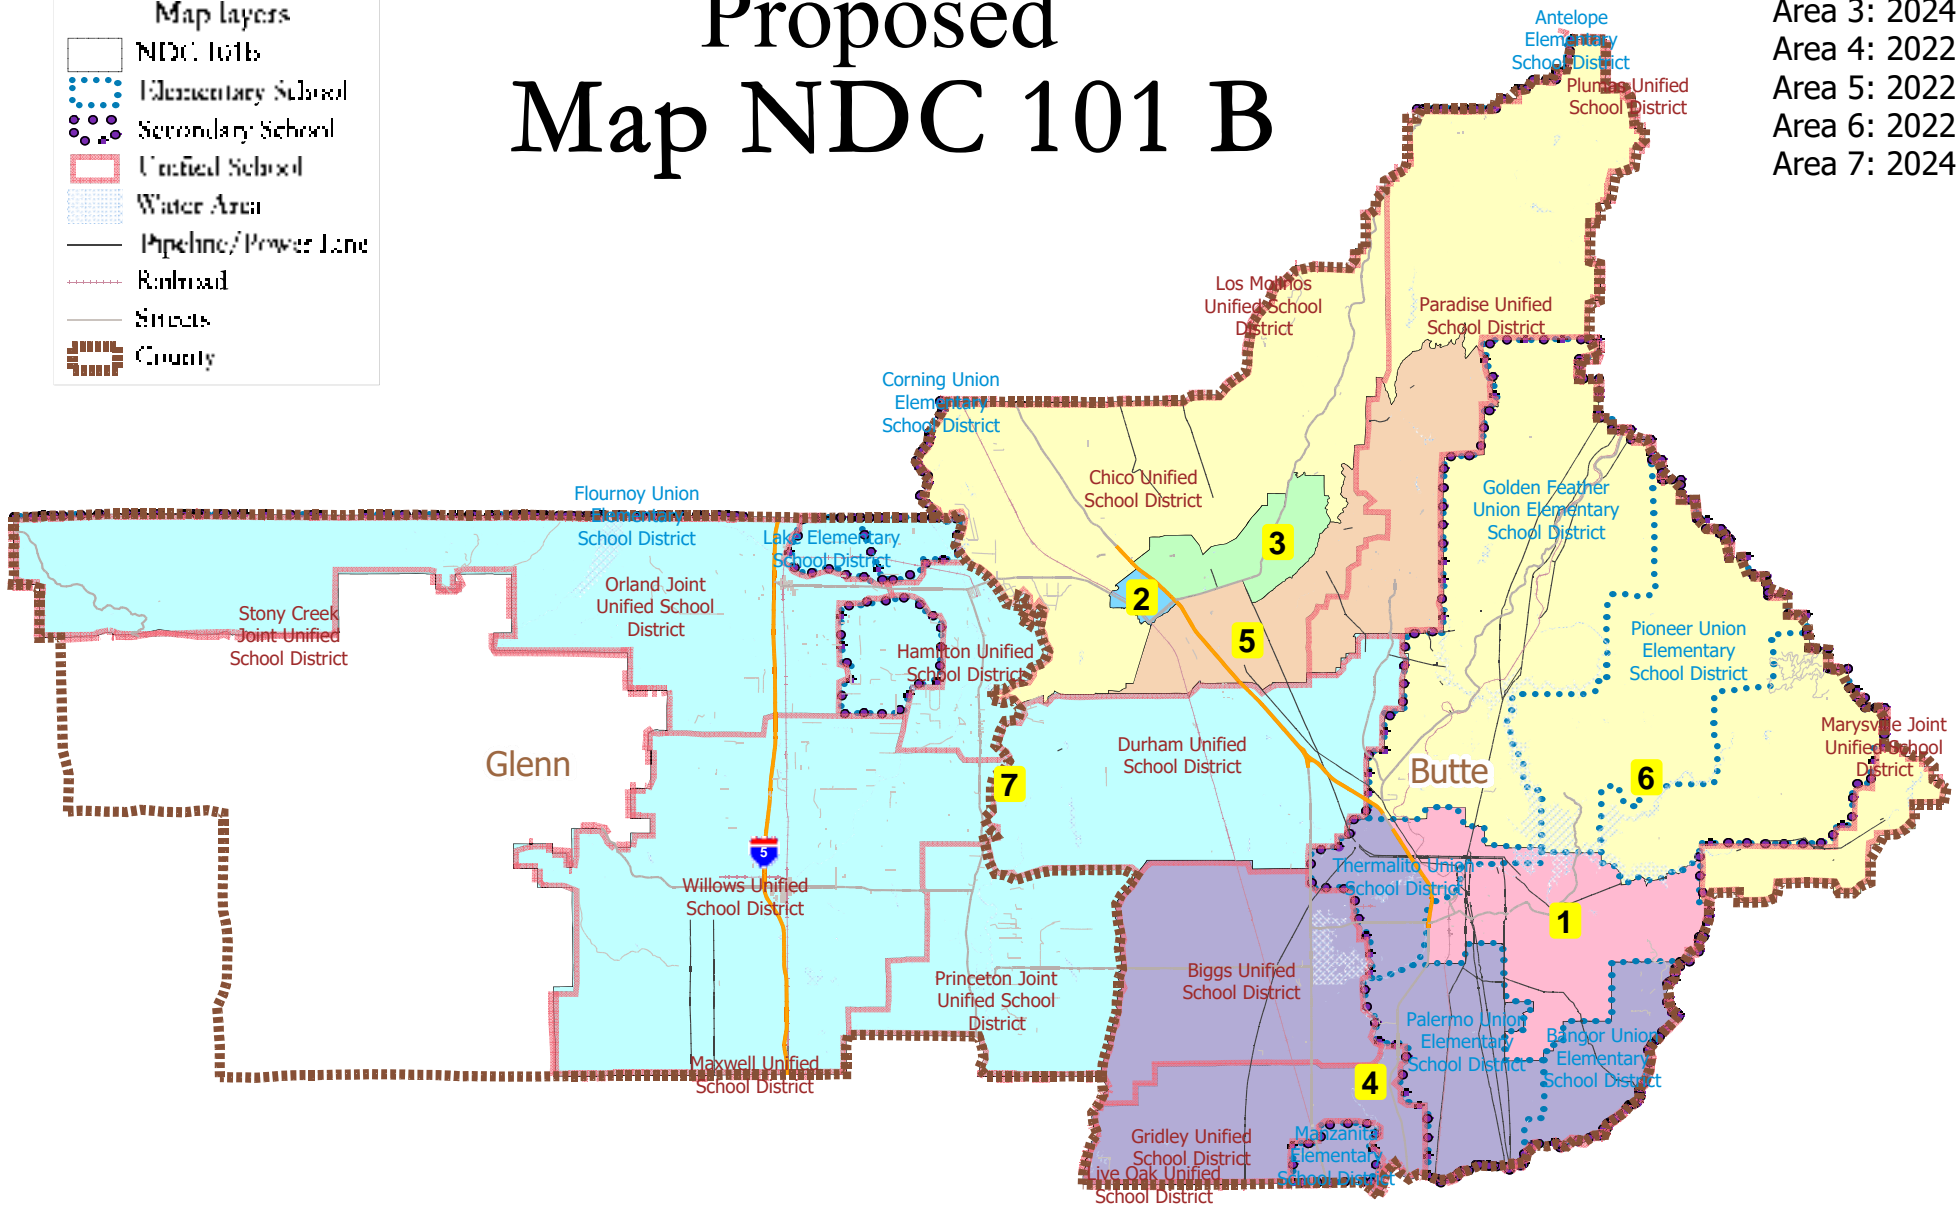 Map layers
NDC 101b
Elementary School
Secondary School
Unified School
Water Area
Pipeline/Power Line
Railroad
Streets
County
Proposed
Map NDC 101 B
Area 3: 2024
Area 4: 2022
Area 5: 2022
Area 6: 2022
Area 7: 2024
Antelope
Elementary
School District
Plumas Unified
School District
Los Molinos
Unified School
District
Paradise Unified
School District
Corning Union
Elementary
School District
Chico Unified
School District
Golden Feather
Union Elementary
School District
Flournoy Union
Elementary
School District
Lake Elementary
School District
Orland Joint
Unified School
District
Stony Creek
Joint Unified
School District
Hamilton Unified
School District
3
2
5
Pioneer Union
Elementary
School District
Marysville Joint
Unified School
District
Glenn
Durham Unified
School District
7
Butte
6
5
Willows Unified
School District
Thermalito Union
School District
1
Princeton Joint
Unified School
District
Biggs Unified
School District
Palermo Union
Elementary
School District
Bangor Union
Elementary
School District
Maxwell Unified
School District
4
Gridley Unified
School District
Manzanita
Elementary
School District
Live Oak Unified
School District